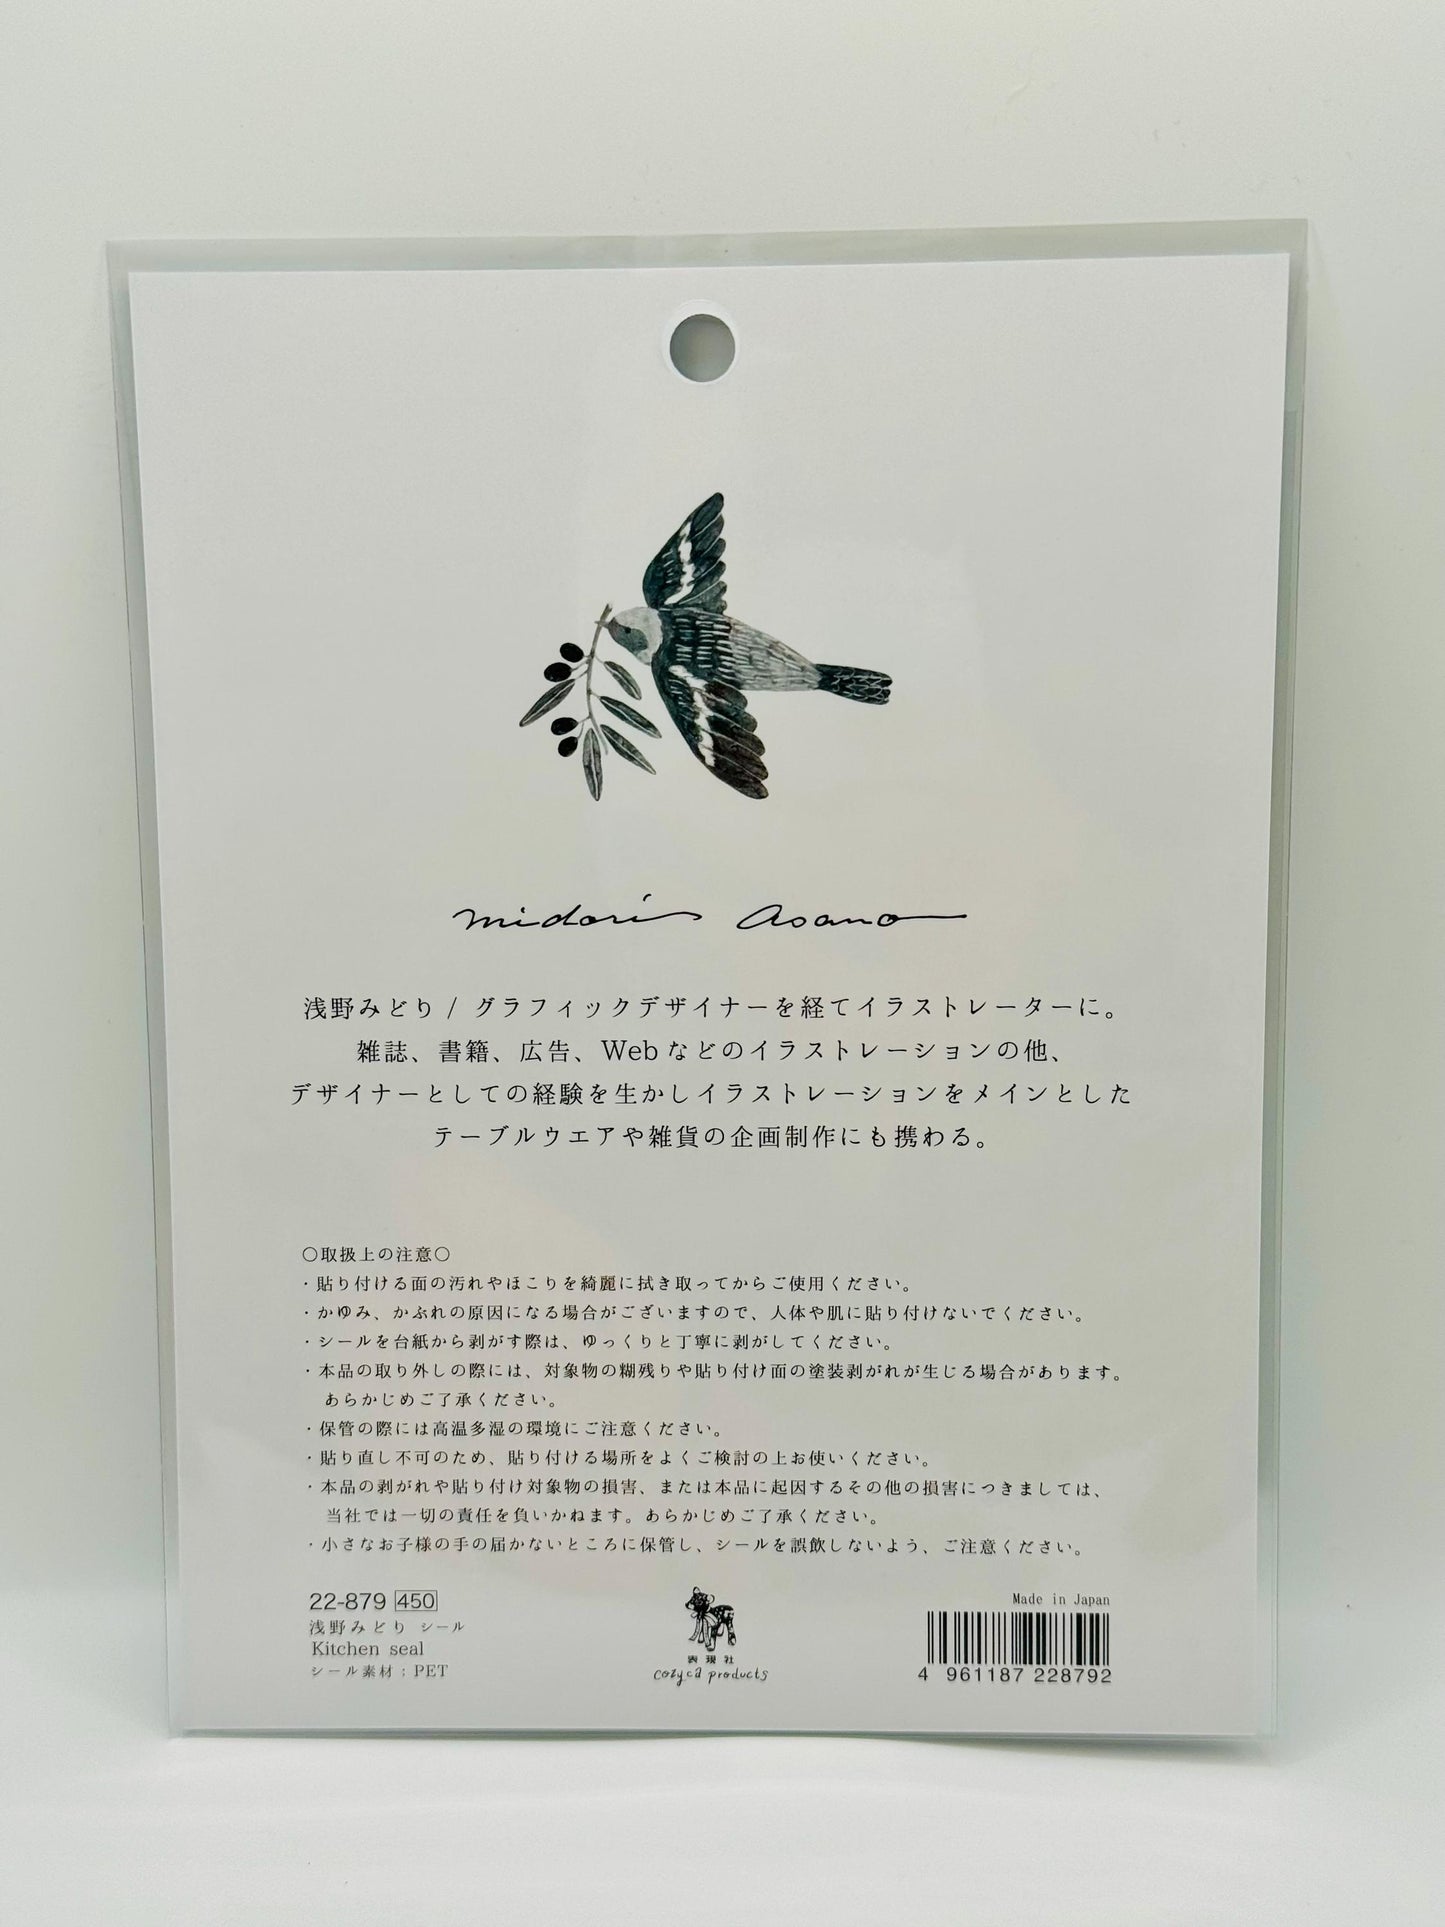 midori asano
浅野みどり / グラフィックデザイナーを経てイラストレーターに。
雑誌、書籍、広告、Webなどのイラストレーションの他、
デザイナーとしての経験を生かしイラストレーションをメインとした
テーブルウエアや雑貨の企画制作にも携わる。
○取扱上の注意○
・貼り付ける面の汚れやほこりを綺麗に拭き取ってからご使用ください。
・かゆみ、かぶれの原因になる場合がございますので、人体や肌に貼り付けないでください。
・シールを台紙から剥がす際は、ゆっくりと丁寧に剥がしてください。
・本品の取り外しの際には、対象物の糊残りや貼り付け面の塗装剥がれが生じる場合があります。
あらかじめご了承ください。
・保管の際には高温多湿の環境にご注意ください。
・貼り直し不可のため、貼り付ける場所をよくご検討の上お使いください。
・本品の剥がれや貼り付け対象物の損害、または本品に起因するその他の損害につきましては、
当社では一切の責任を負いかねます。あらかじめご了承ください。
・小さなお子様の手の届かないところに保管し、シールを誤飲しないよう、ご注意ください。
22-879 450
浅野みどり シール
Kitchen seal
シール素材：PET
表現社
cozyca products
Made in Japan
4 961187 228792